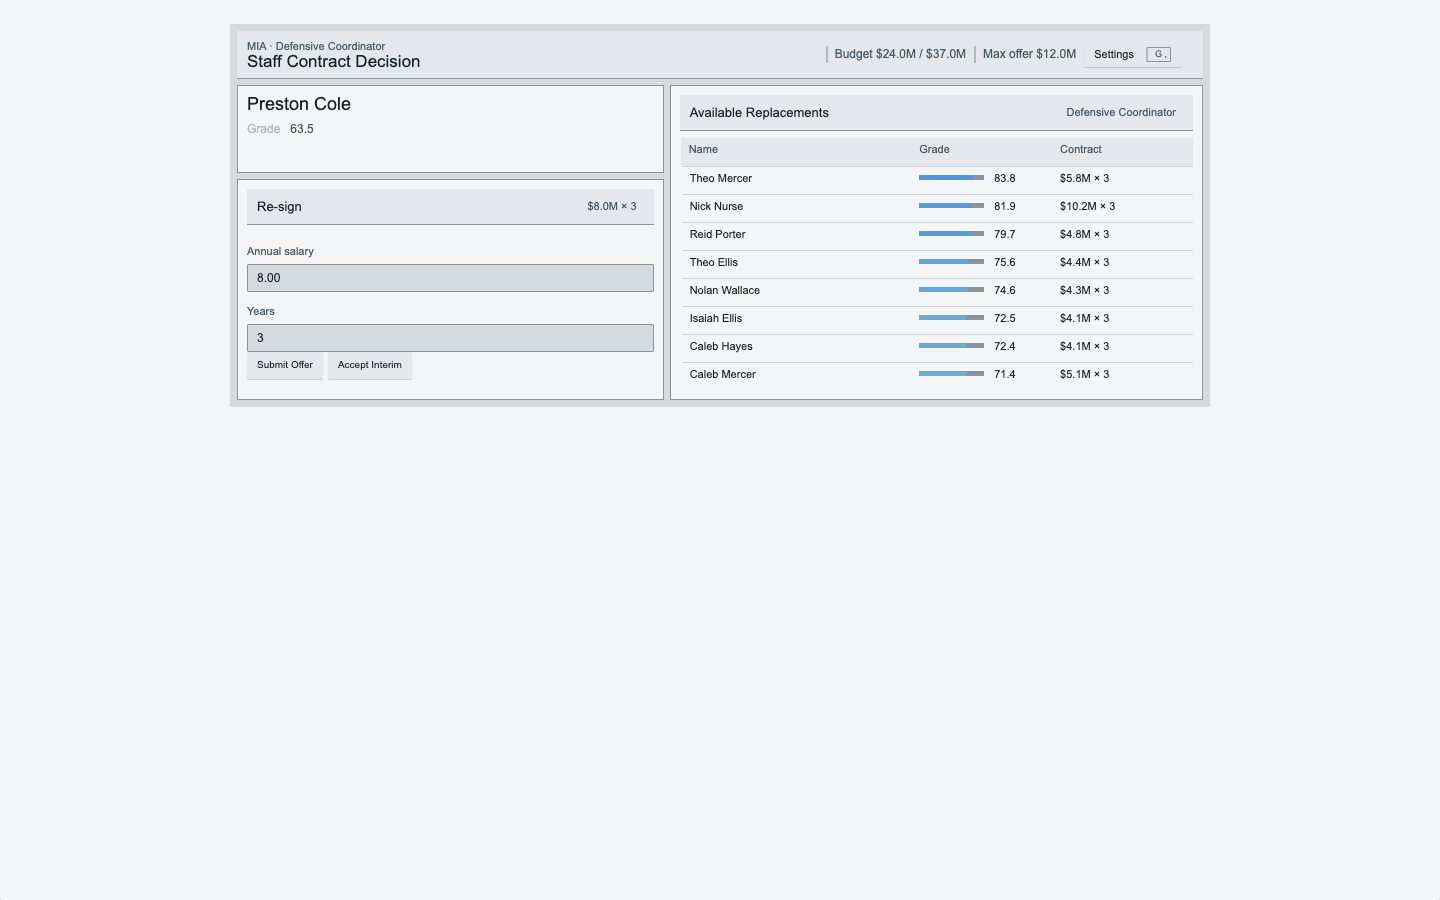 MIA · Defensive Coordinator
Staff Contract Decision
Budget $24.0M / $37.0M
Max offer $12.0M
Settings G .
Preston Cole
Grade 63.5
Re-sign $8.0M × 3
Annual salary
8.00
Years
3
Submit Offer Accept Interim
Available Replacements Defensive Coordinator
Name Grade Contract
Theo Mercer 83.8 $5.8M × 3
Nick Nurse 81.9 $10.2M × 3
Reid Porter 79.7 $4.8M × 3
Theo Ellis 75.6 $4.4M × 3
Nolan Wallace 74.6 $4.3M × 3
Isaiah Ellis 72.5 $4.1M × 3
Caleb Hayes 72.4 $4.1M × 3
Caleb Mercer 71.4 $5.1M × 3